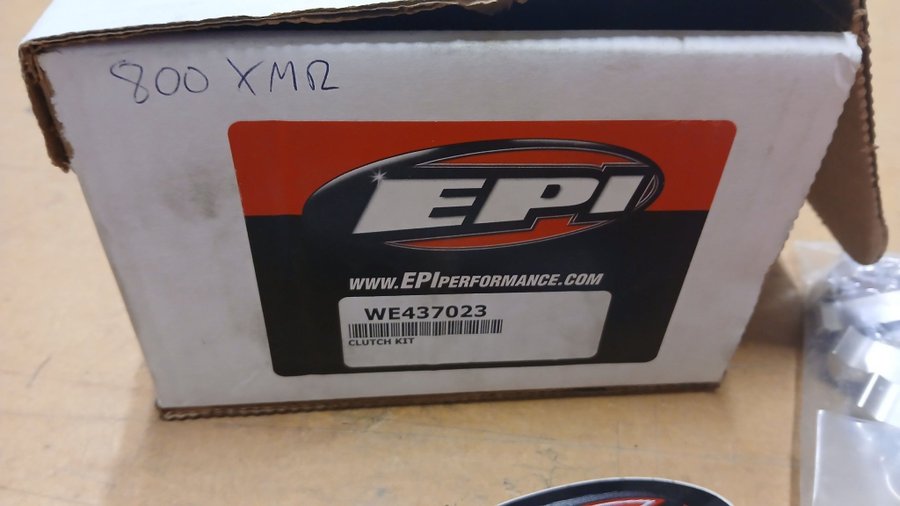 800 XMR
EPI
WWW.EPIPERFORMANCE.COM
WE437023
CLUTCH KIT